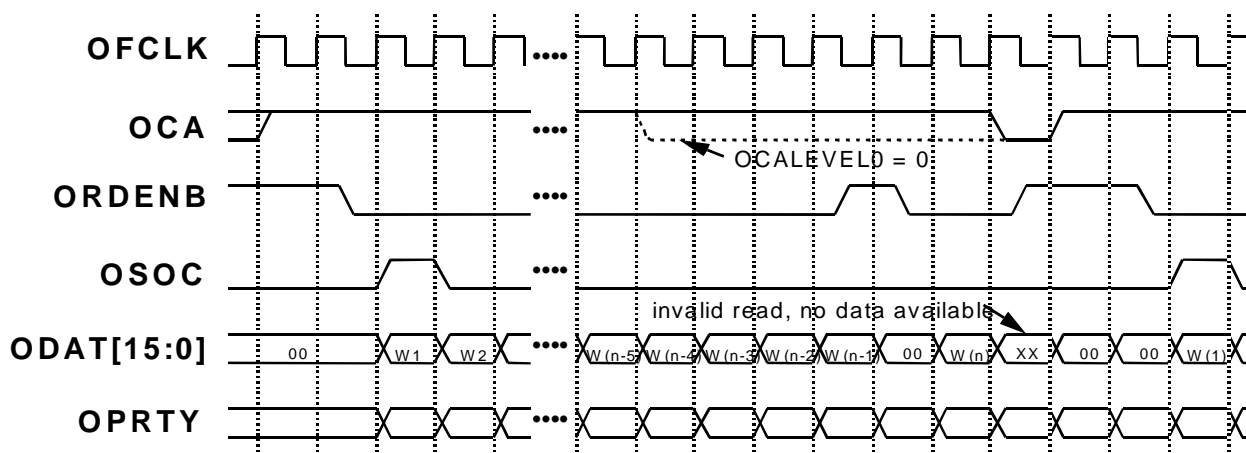 OFCLK
OCA
OCALEVEL0 = 0
ORDENB
OSOC
invalid read, no data available
ODAT[15:0] 00 W1 W2 W(n-5) W(n-4) W(n-3) W(n-2) W(n-1) 00 W(n) XX 00 00 W(1)
OPRTY